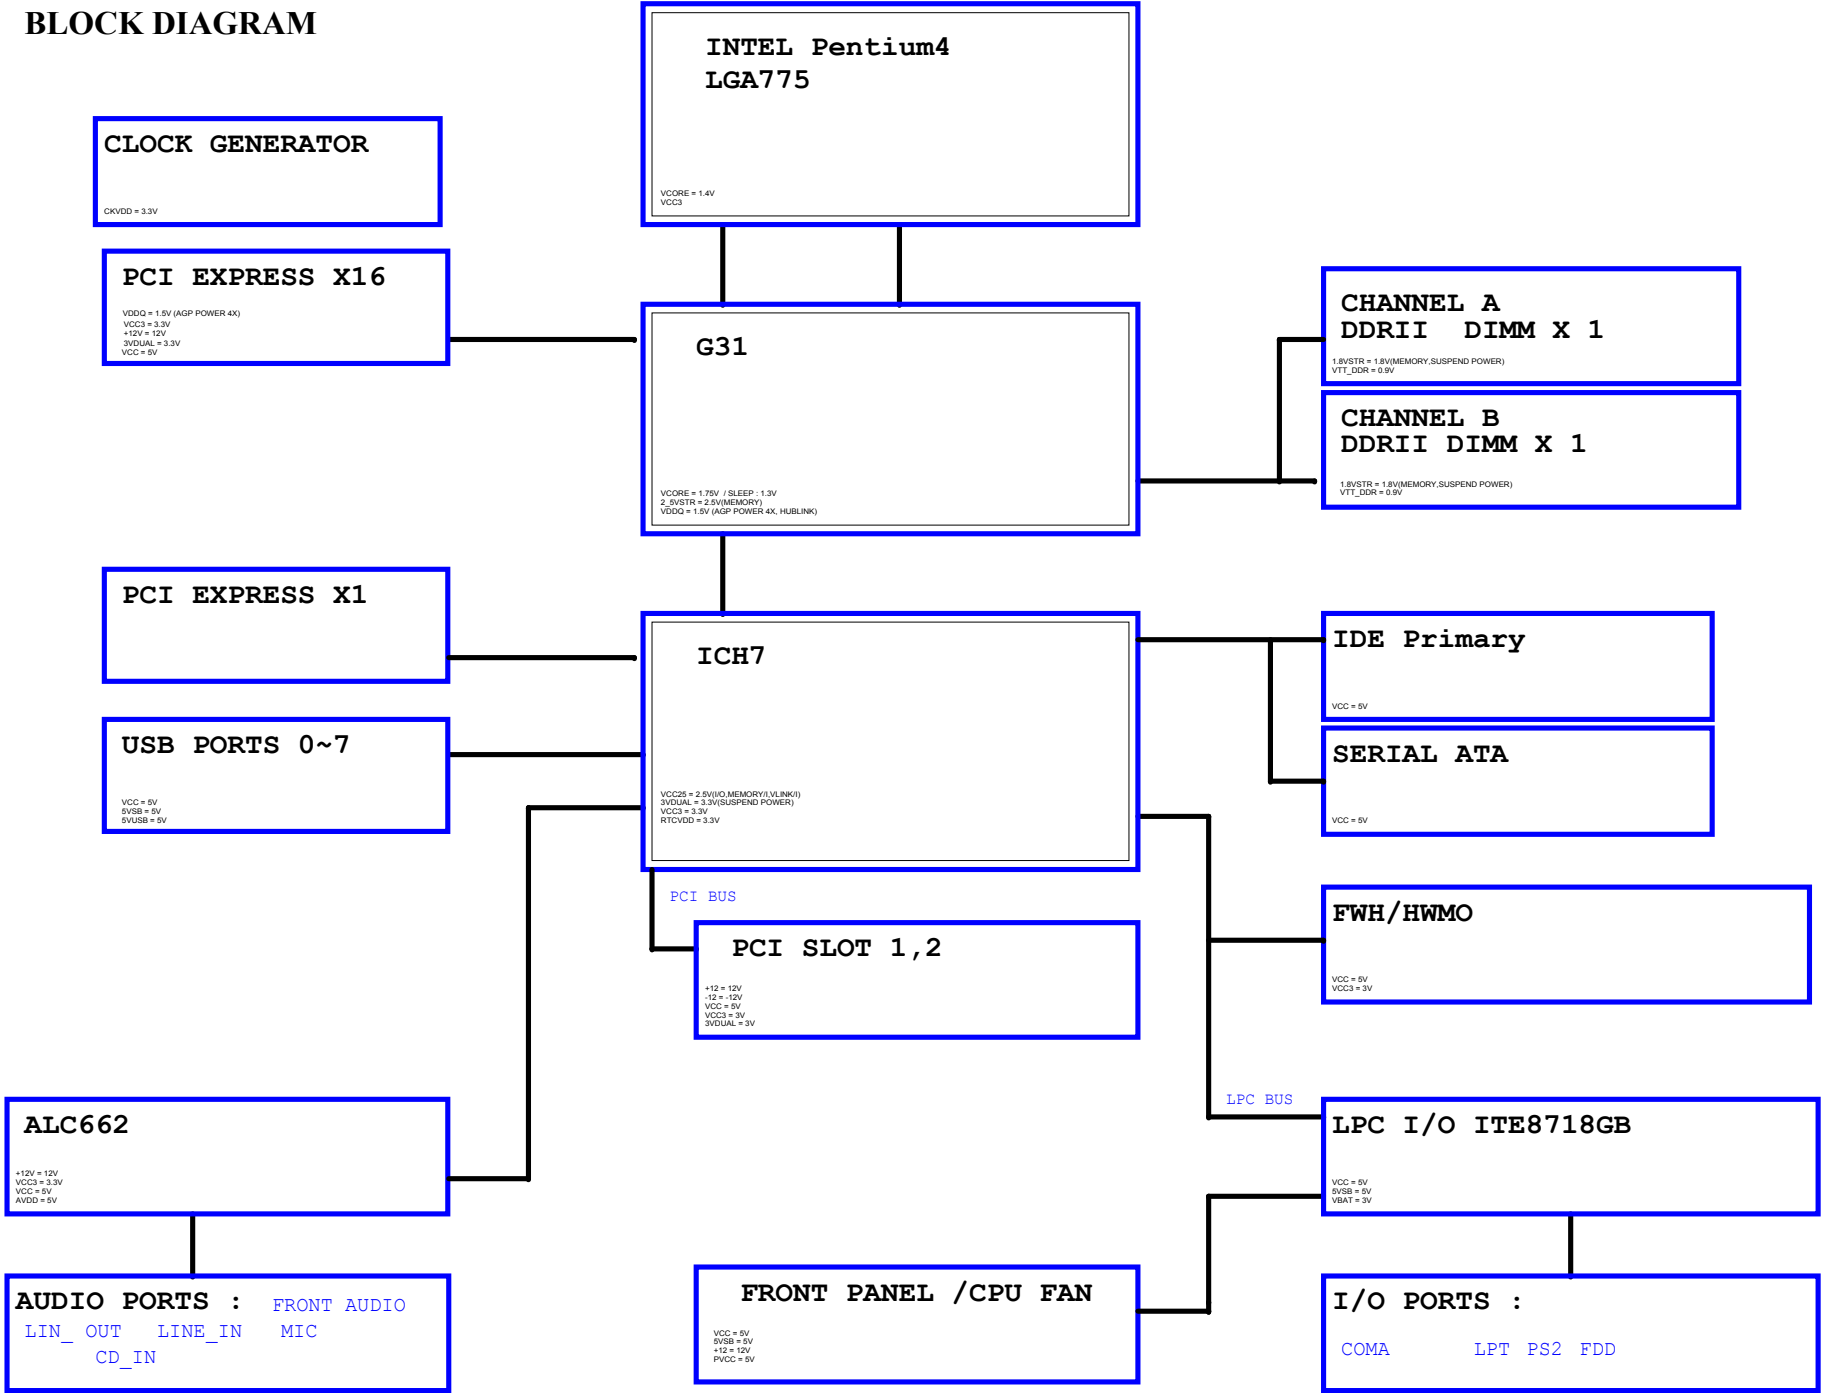 BLOCK DIAGRAM
INTEL Pentium4
LGA775
VCORE = 1.4V
VCC3
CLOCK GENERATOR
CKVDD = 3.3V
PCI EXPRESS X16
VDDQ = 1.5V (AGP POWER 4X)
VCC3 = 3.3V
+12V = 12V
3VDUAL = 3.3V
VCC = 5V
G31
VCORE = 1.75V / SLEEP : 1.3V
2_5VSTR = 2.5V(MEMORY)
VDDQ = 1.5V (AGP POWER 4X, HUBLINK)
CHANNEL A
DDRII DIMM X 1
1.8VSTR = 1.8V(MEMORY,SUSPEND POWER)
VTT_DDR = 0.9V
CHANNEL B
DDRII DIMM X 1
1.8VSTR = 1.8V(MEMORY,SUSPEND POWER)
VTT_DDR = 0.9V
PCI EXPRESS X1
ICH7
VCC25 = 2.5V(I/O,MEMORY/I,VLINK/I)
3VDUAL = 3.3V(SUSPEND POWER)
VCC3 = 3.3V
RTCVDD = 3.3V
IDE Primary
VCC = 5V
USB PORTS 0~7
VCC = 5V
5VSB = 5V
5VUSB = 5V
SERIAL ATA
VCC = 5V
PCI BUS
PCI SLOT 1,2
+12 = 12V
-12 = -12V
VCC = 5V
VCC3 = 3V
3VDUAL = 3V
FWH/HWMO
VCC = 5V
VCC3 = 3V
ALC662
+12V = 12V
VCC3 = 3.3V
VCC = 5V
AVDD = 5V
LPC BUS
LPC I/O ITE8718GB
VCC = 5V
5VSB = 5V
VBAT = 3V
AUDIO PORTS : FRONT AUDIO
LIN_ OUT LINE_IN MIC
CD_IN
FRONT PANEL /CPU FAN
VCC = 5V
5VSB = 5V
+12 = 12V
PVCC = 5V
I/O PORTS :
COMA LPT PS2 FDD